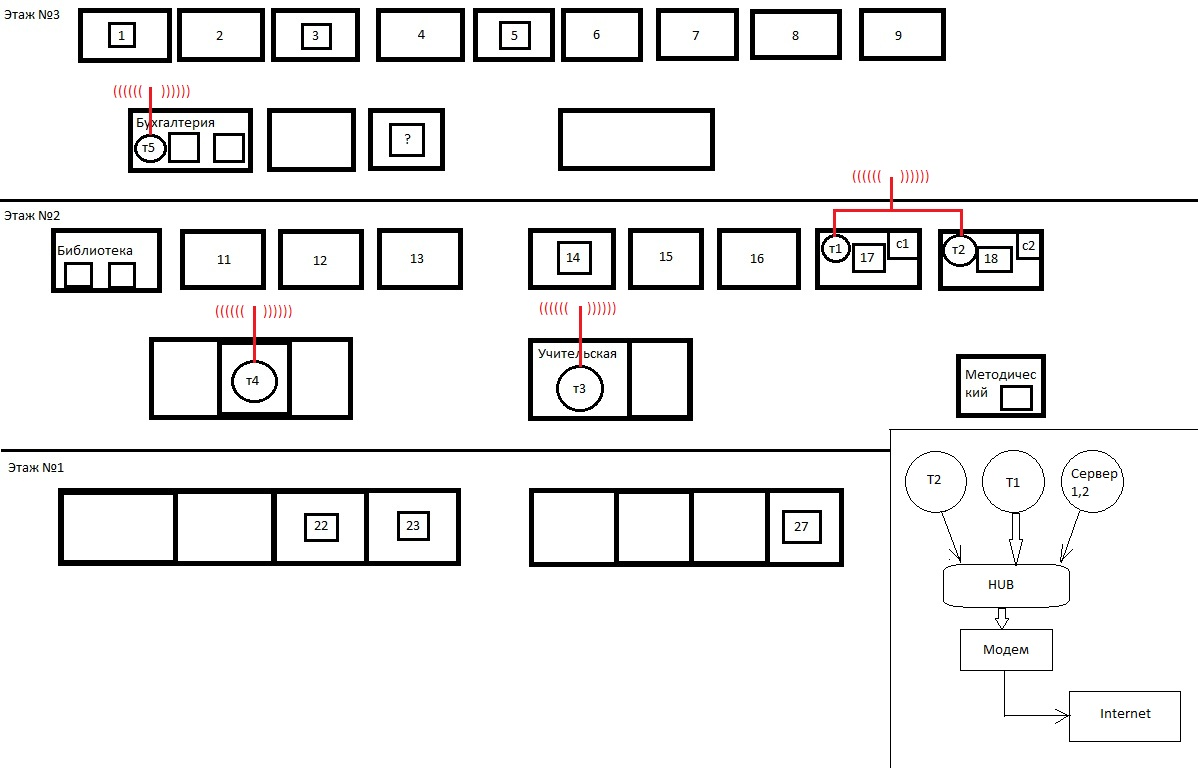 Этаж №3
1
2
3
4
5
6
7
8
9
(((((( ))))))
Бухгалтерия
т5
?
(((((( ))))))
Этаж №2
Библиотека
11
12
13
14
15
16
т1
17
с1
т2
18
с2
(((((( ))))))
(((((( ))))))
т4
Учительская
т3
Методичес
кий
Этаж №1
22
23
27
Т2
Т1
Сервер
1,2
HUB
Модем
Internet